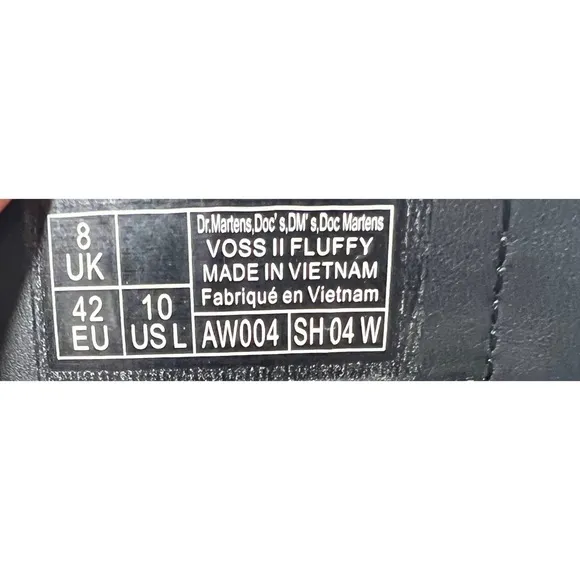 8
UK
42
EU
10
US L
Dr.Martens,Doc's,DM's,Doc Martens
VOSS II FLUFFY
MADE IN VIETNAM
Fabriqué en Vietnam
AW004
SH 04 W